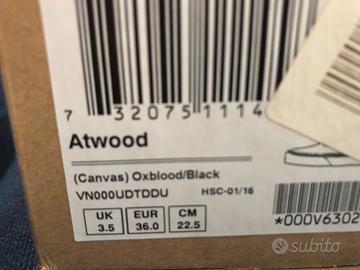 7 32075 1114
Atwood
(Canvas) Oxblood/Black
VN000UDTDDU HSC-01/16
UK EUR CM
3.5 36.0 22.5
*000V6302
subito